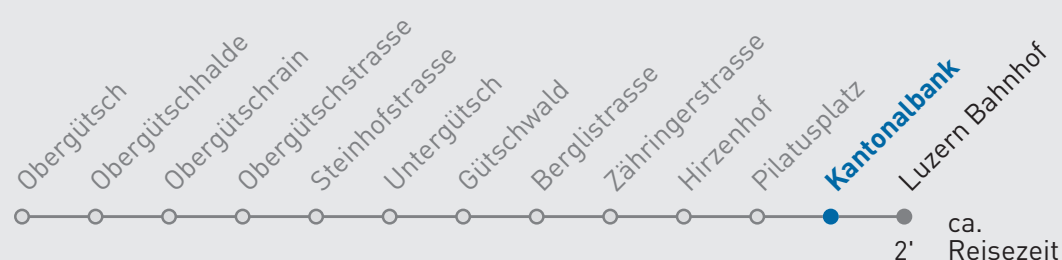 Obergütsch
Obergütschhalde
Obergütschrain
Obergütschstrasse
Steinhofstrasse
Untergütsch
Gütschwald
Berglistrasse
Zähringerstrasse
Hirzenhof
Pilatusplatz
Kantonalbank
Luzern Bahnhof
ca.
2' Reisezeit